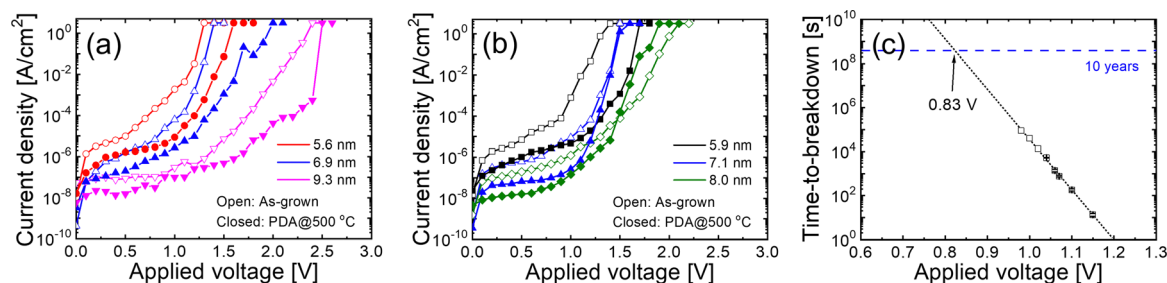 (a)
Current density [A/cm²]
10⁰
10⁻²
10⁻⁴
10⁻⁶
10⁻⁸
10⁻¹⁰
5.6 nm
6.9 nm
9.3 nm
Open: As-grown
Closed: PDA@500 °C
0.0 0.5 1.0 1.5 2.0 2.5 3.0
Applied voltage [V]
(b)
Current density [A/cm²]
10⁰
10⁻²
10⁻⁴
10⁻⁶
10⁻⁸
10⁻¹⁰
5.9 nm
7.1 nm
8.0 nm
Open: As-grown
Closed: PDA@500 °C
0.0 0.5 1.0 1.5 2.0 2.5 3.0
Applied voltage [V]
(c)
Time-to-breakdown [s]
10¹⁰
10⁸
10⁶
10⁴
10²
10⁰
10 years
0.83 V
0.6 0.7 0.8 0.9 1.0 1.1 1.2 1.3
Applied voltage [V]